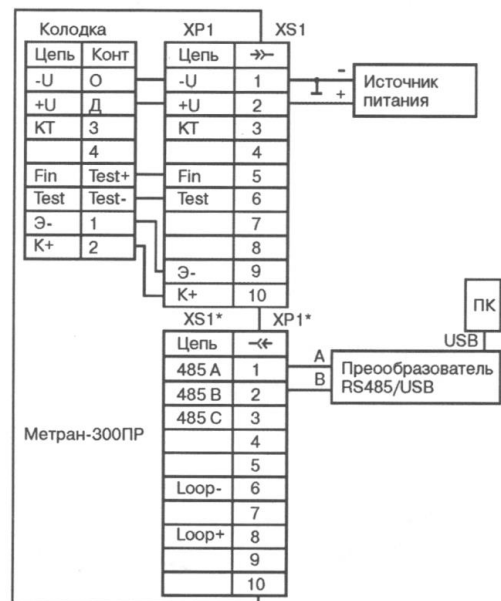 Колодка XP1 XS1
Цепь Конт Цепь
-U О -U 1 -
+U Д +U 2 +
Источник
питания
КТ 3 КТ 3
4 4
Fin Test+ Fin 5
Test Test- Test 6
Э- 1 7
К+ 2 8
Э- 9
К+ 10
XS1* XP1*
ПК
USB
Цепь
485 A 1 A
485 B 2 B
Преообразователь
RS485/USB
485 C 3
Метран-300ПР
4
5
Loop- 6
7
Loop+ 8
9
10